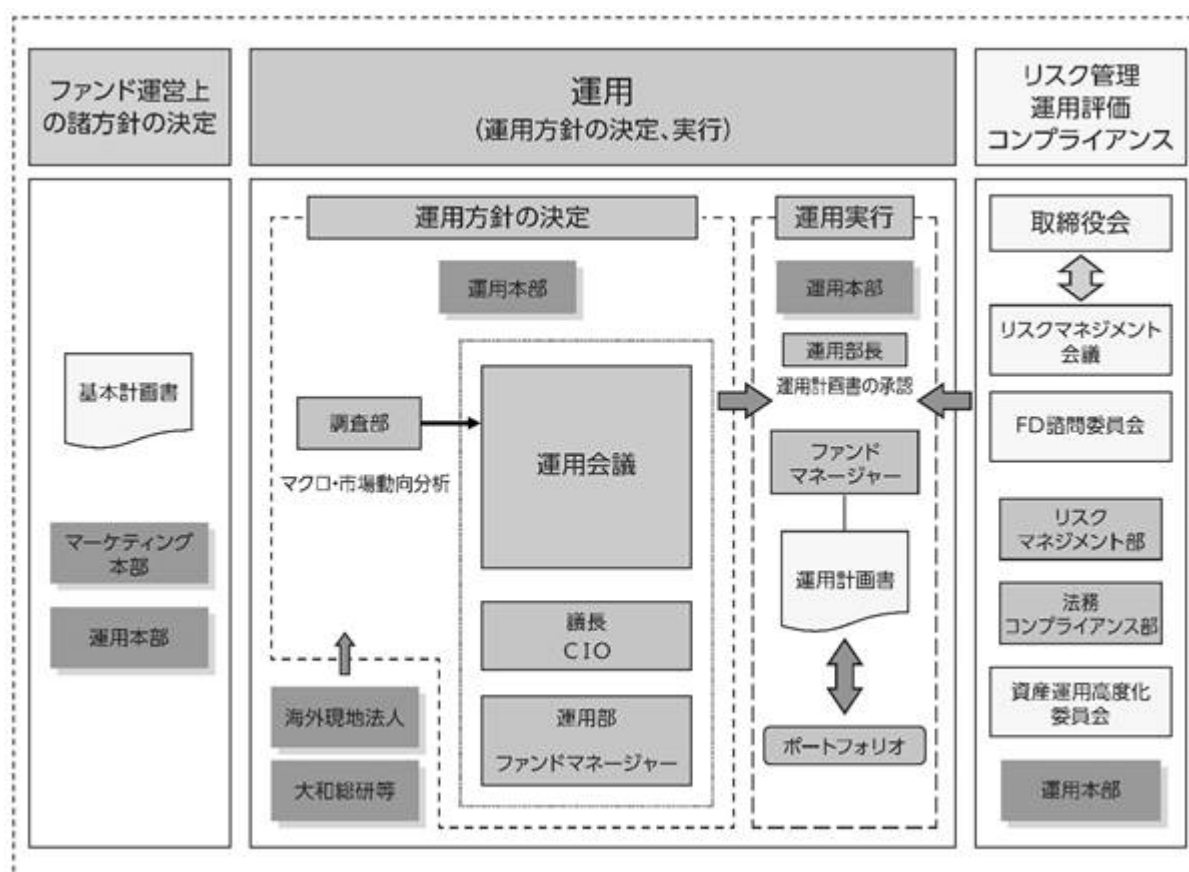 ファンド運営上
の諸方針の決定
基本計画書
マーケティング
本部
運用本部
運用
(運用方針の決定、実行)
運用方針の決定
運用本部
調査部
マクロ・市場動向分析
運用会議
議長
CIO
運用部
ファンドマネージャー
海外現地法人
大和総研等
運用実行
運用本部
運用部長
運用計画書の承認
ファンド
マネージャー
運用計画書
ポートフォリオ
リスク管理
運用評価
コンプライアンス
取締役会
リスクマネジメント
会議
FD諮問委員会
リスク
マネジメント部
法務
コンプライアンス部
資産運用高度化
委員会
運用本部